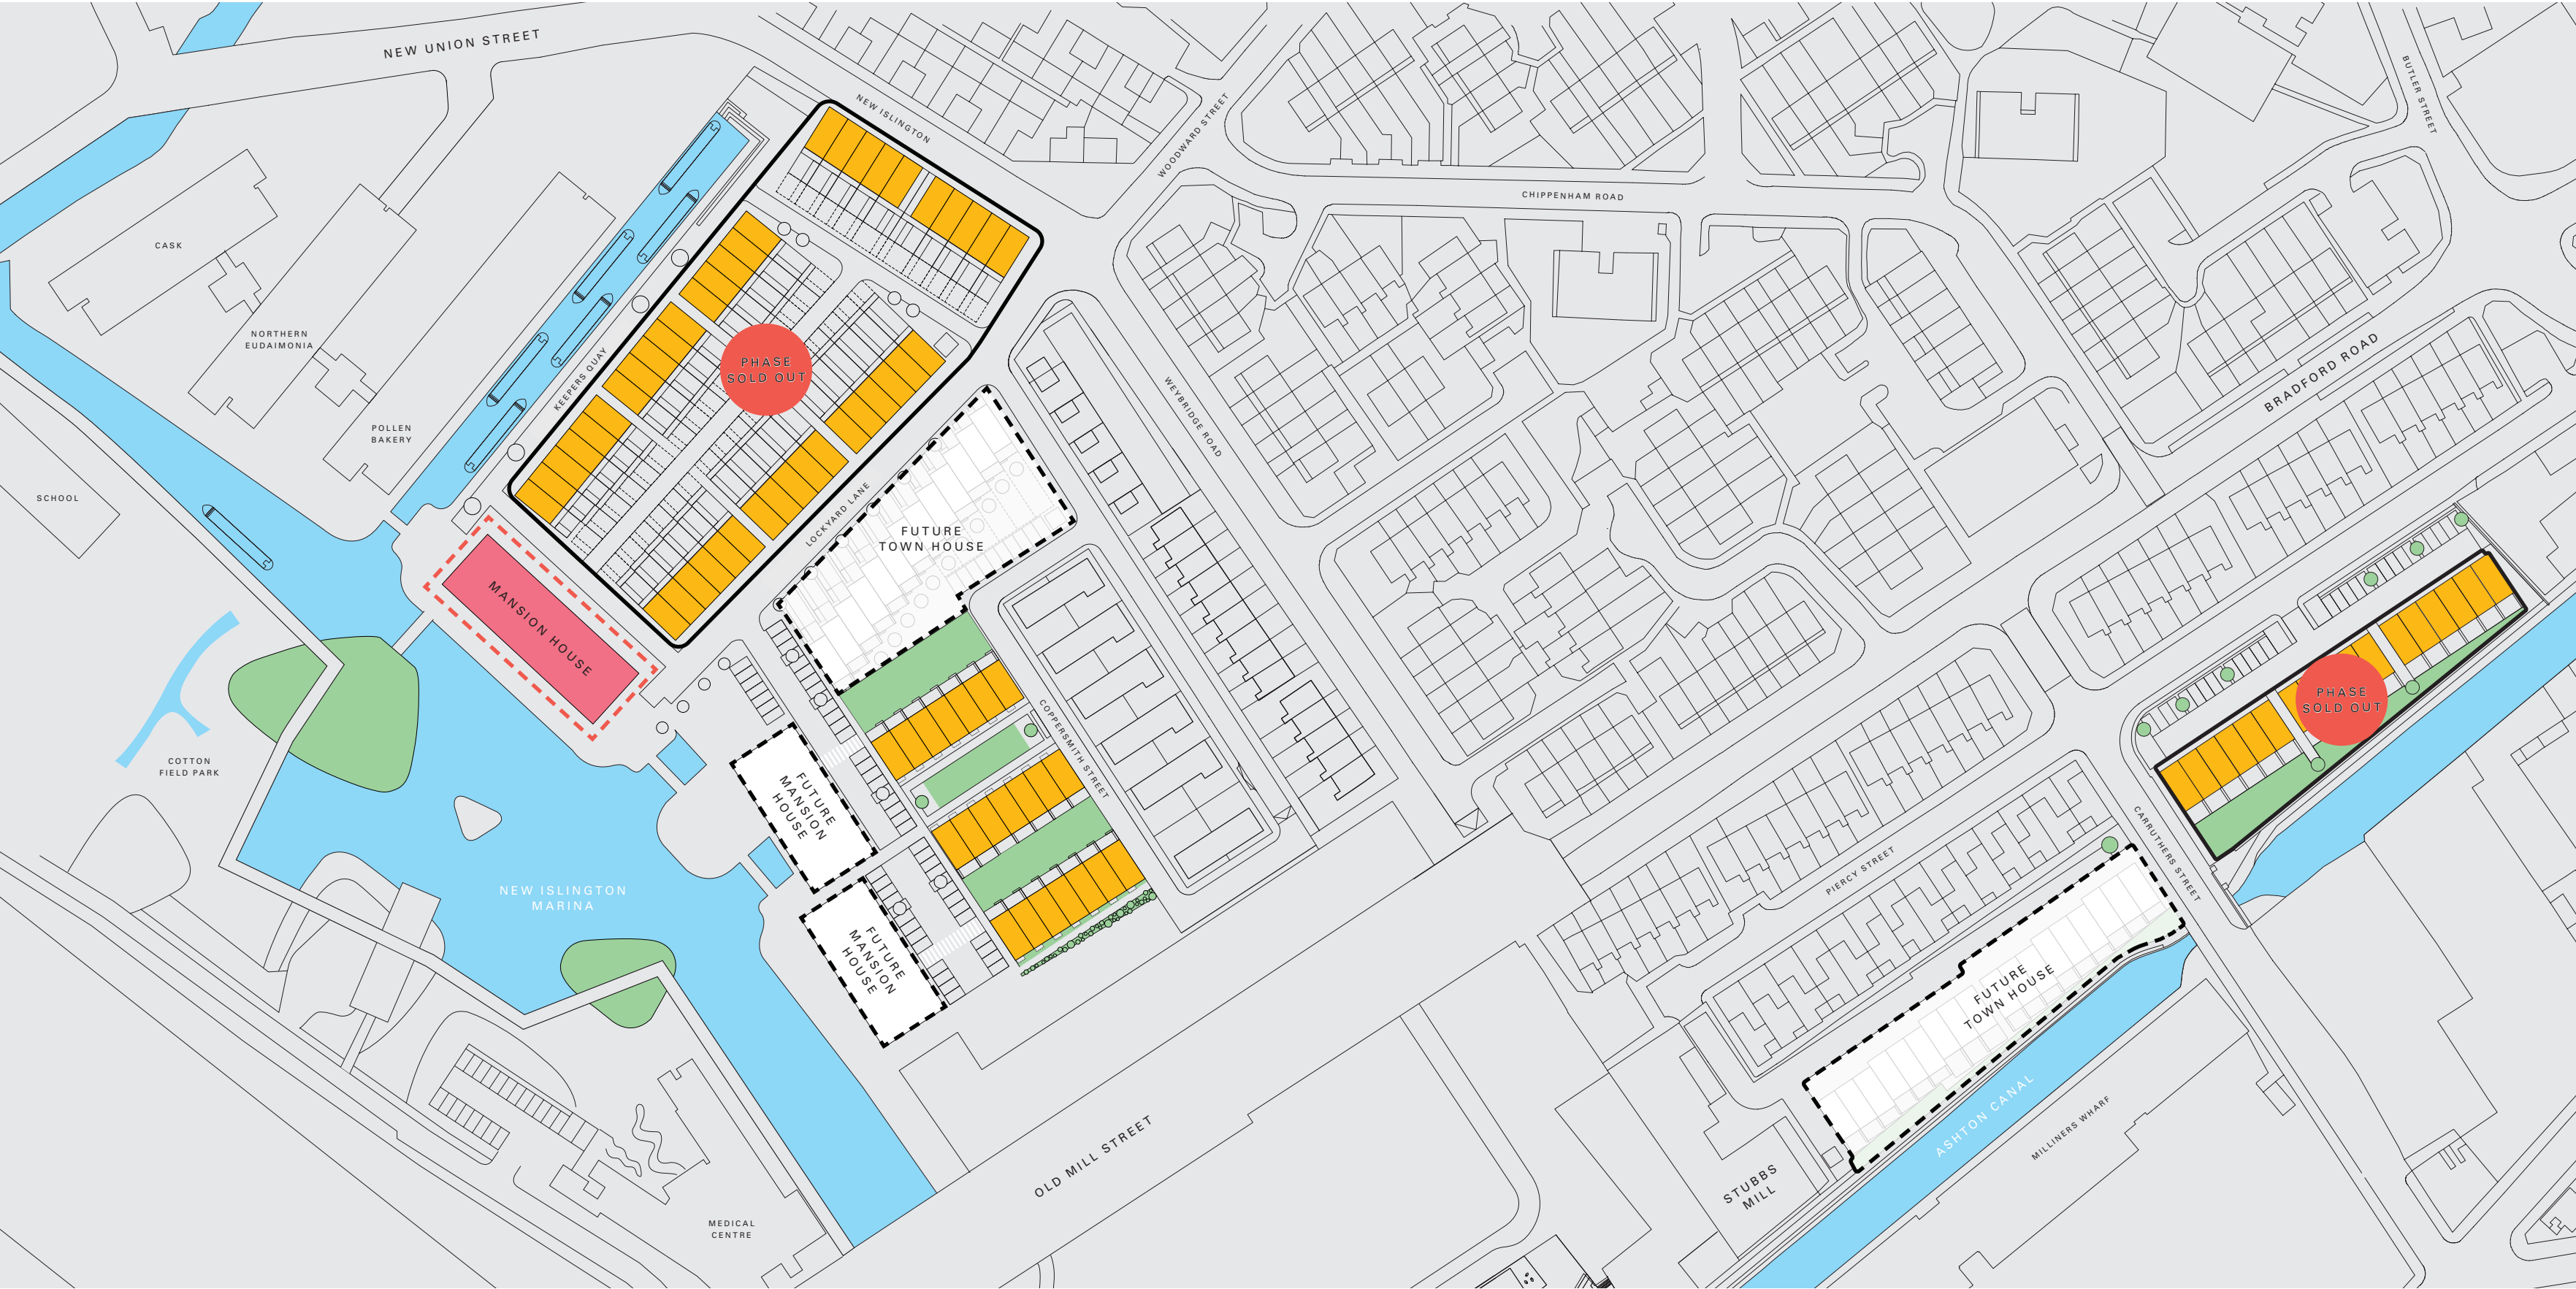 NEW UNION STREET
NEW ISLINGTON
WOODWARD STREET
BUTLER STREET
CHIPPENHAM ROAD
CASK
NORTHERN
EUDAIMONIA
KEEPERS QUAY
PHASE
SOLD OUT
WEYBRIDGE ROAD
BRADFORD ROAD
POLLEN
BAKERY
SCHOOL
LOCKYARD LANE
FUTURE
TOWN HOUSE
MANSION HOUSE
COPPERSMITH STREET
PHASE
SOLD OUT
COTTON
FIELD PARK
FUTURE
MANSION
HOUSE
NEW ISLINGTON
MARINA
FUTURE
MANSION
HOUSE
CARRUTHERS STREET
PIERCY STREET
FUTURE
TOWN HOUSE
ASHTON CANAL
MILLINERS WHARF
OLD MILL STREET
STUBBS
MILL
MEDICAL
CENTRE